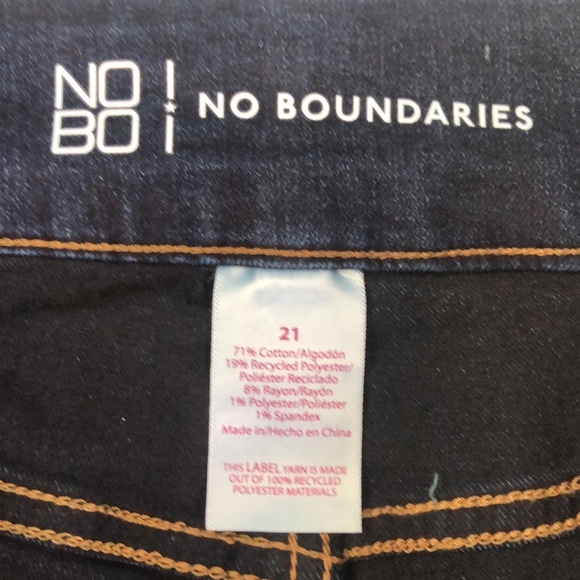 NO
BO
NO BOUNDARIES
21
71% Cotton/Algodón
19% Recycled Polyester/
Poliéster Reciclado
8% Rayon/Rayón
1% Polyester/Poliéster
1% Spandex
Made in/Hecho en China
THIS LABEL YARN IS MADE
OUT OF 100% RECYCLED
POLYESTER MATERIALS